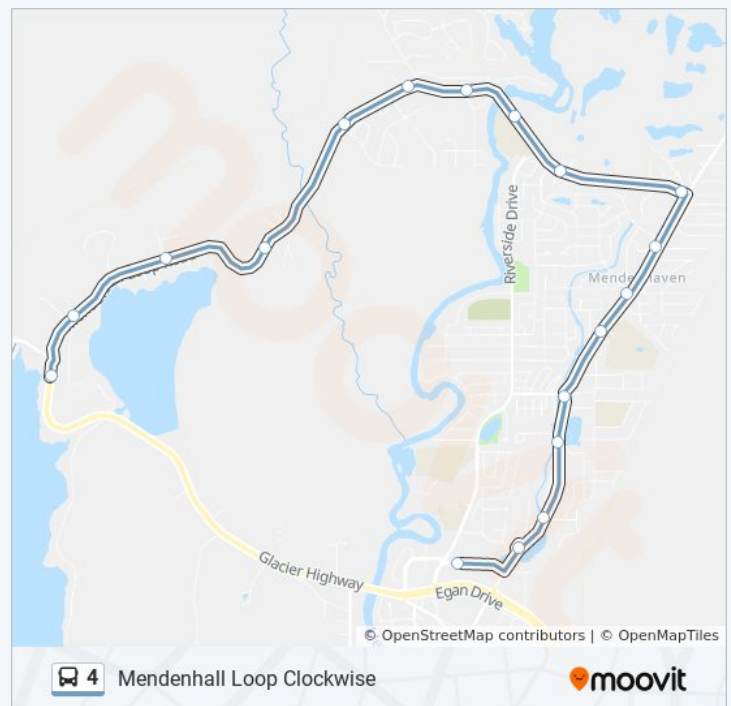 Riverside Drive
Mendenhaven
Glacier Highway
Egan Drive
© OpenStreetMap contributors | © OpenMapTiles
4 Mendenhall Loop Clockwise
moovit